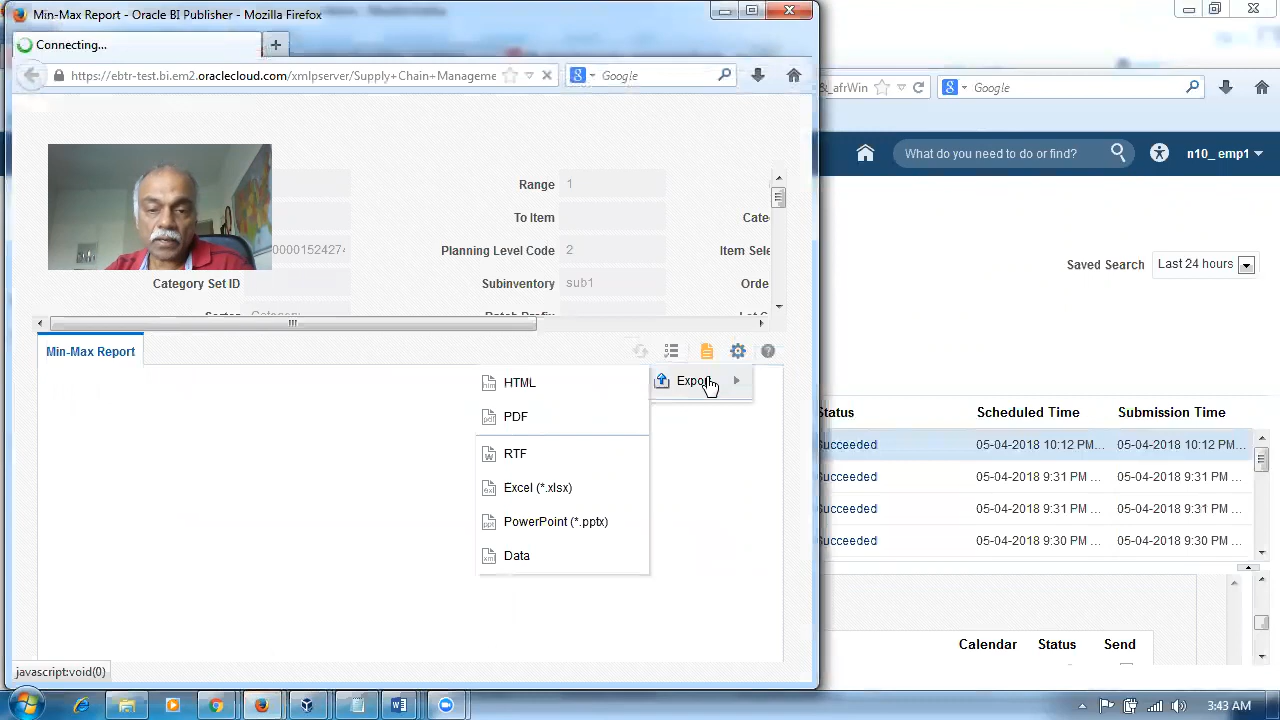 Min-Max Report - Oracle BI Publisher - Mozilla Firefox
Connecting...
https://ehtr-test.bi.em2.oraclecloud.com/xmlpserver/Supply+Chain+Manageme
Google
&_afrWin
Google
What do you need to do or find?
n10_ emp1
Range 1
To Item
Cate
00001524274
Planning Level Code 2
Item Sele
Category Set ID
Subinventory sub1
Orde
Saved Search Last 24 hours
Min-Max Report
Export
HTML
PDF
RTF
Excel (*.xlsx)
PowerPoint (*.pptx)
Data
Status Scheduled Time Submission Time
Succeeded 05-04-2018 10:12 PM... 05-04-2018 10:12 PM...
Succeeded 05-04-2018 9:31 PM ... 05-04-2018 9:31 PM ...
Succeeded 05-04-2018 9:31 PM ... 05-04-2018 9:31 PM ...
Succeeded 05-04-2018 9:30 PM ... 05-04-2018 9:30 PM ...
Calendar Status Send
javascript:void(0)
3:43 AM